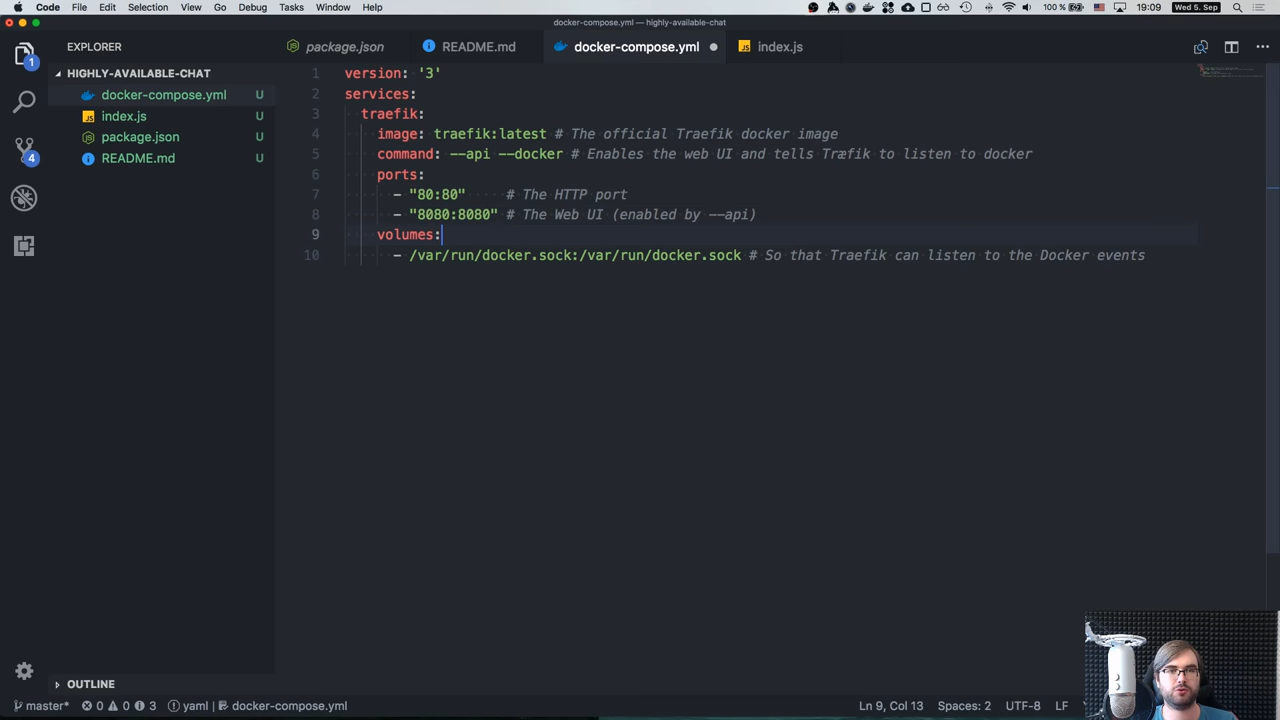 Code File Edit Selection View Go Debug Tasks Window Help 100 % 19:09 Wed 5. Sep
docker-compose.yml — highly-available-chat
EXPLORER
package.json
README.md
docker-compose.yml
index.js
1
HIGHLY-AVAILABLE-CHAT
docker-compose.yml U
index.js U
package.json U
README.md U
4
1 version: '3'
2 services:
3 traefik:
4 image: traefik:latest # The official Traefik docker image
5 command: --api --docker # Enables the web UI and tells Træfik to listen to docker
6 ports:
7 - "80:80" # The HTTP port
8 - "8080:8080" # The Web UI (enabled by --api)
9 volumes:
10 - /var/run/docker.sock:/var/run/docker.sock # So that Traefik can listen to the Docker events
OUTLINE
master* 0 0 3 yaml | docker-compose.yml Ln 9, Col 13 Spaces: 2 UTF-8 LF